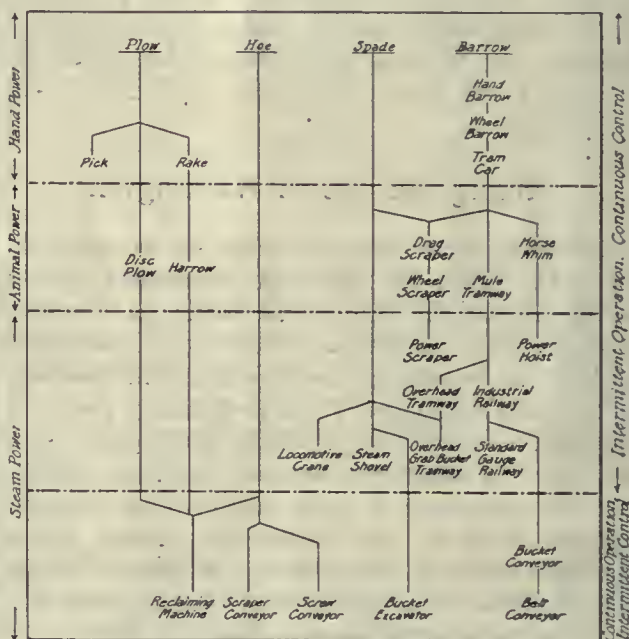 Plow
Hoe
Spade
Barrow
Hand
Barrow
Wheel
Barrow
Tram
Car
Pick
Rake
Disc
Plow
Harrow
Drag
Scraper
Wheel
Scraper
Horse
Whim
Mule
Tramway
Power
Scraper
Power
Hoist
Overhead
Tramway
Industrial
Railway
Locomotive
Crane
Steam
Shovel
Overhead
Grab Bucket
Tramway
Standard
Gauge
Railway
Bucket
Conveyor
Reclaiming
Machine
Scraper
Conveyor
Screw
Conveyor
Bucket
Excavator
Belt
Conveyor
Hand Power
Animal Power
Steam Power
Intermittent Operation. Continuous Control
Continuous Operation
Intermittent Control